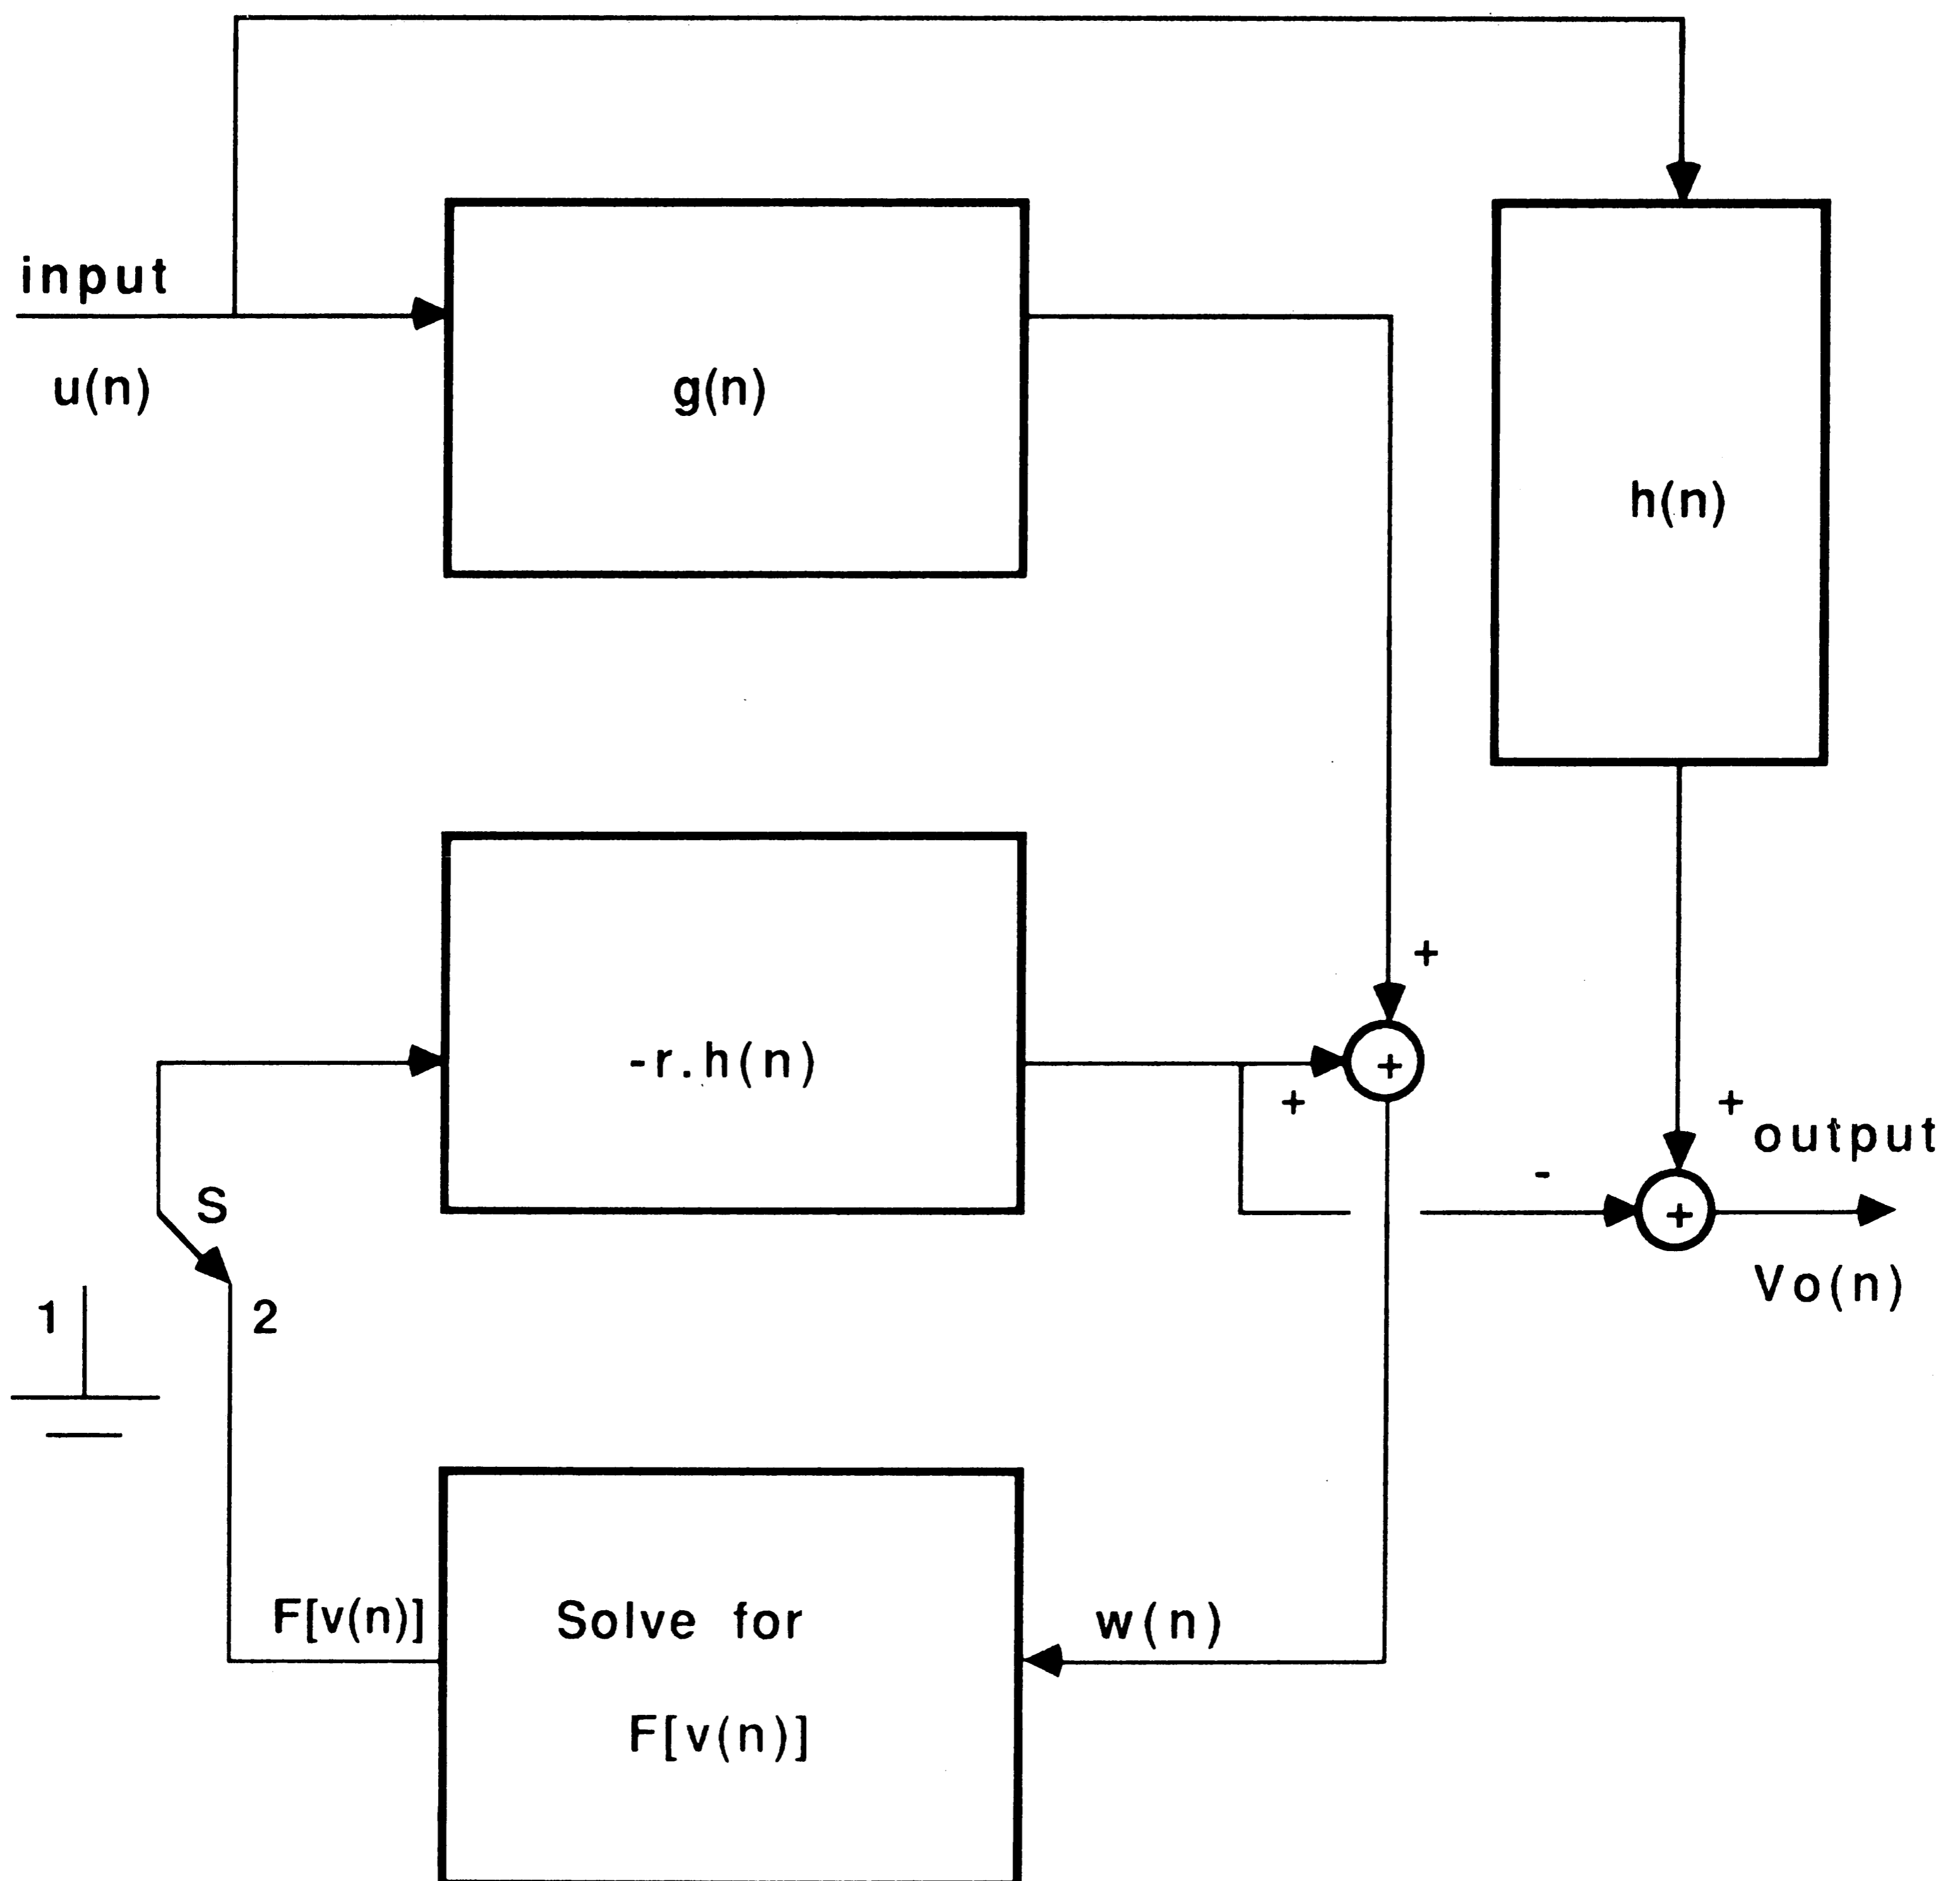 input
u(n)
g(n)
h(n)
+
-r.h(n)
+
+
+
output
-
+
S
Vo(n)
1
2
F[v(n)]
Solve for
w(n)
F[v(n)]